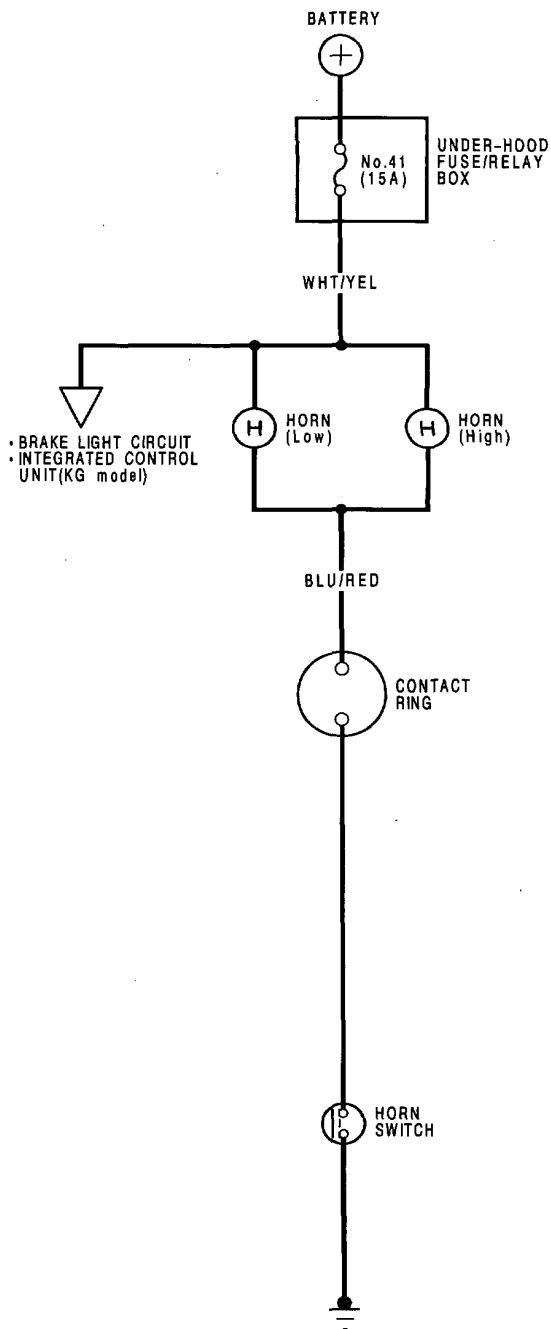 BATTERY
No.41
(15A)
UNDER-HOOD
FUSE/RELAY
BOX
WHT/YEL
• BRAKE LIGHT CIRCUIT
• INTEGRATED CONTROL
UNIT(KG model)
H
HORN
(Low)
H
HORN
(High)
BLU/RED
CONTACT
RING
HORN
SWITCH